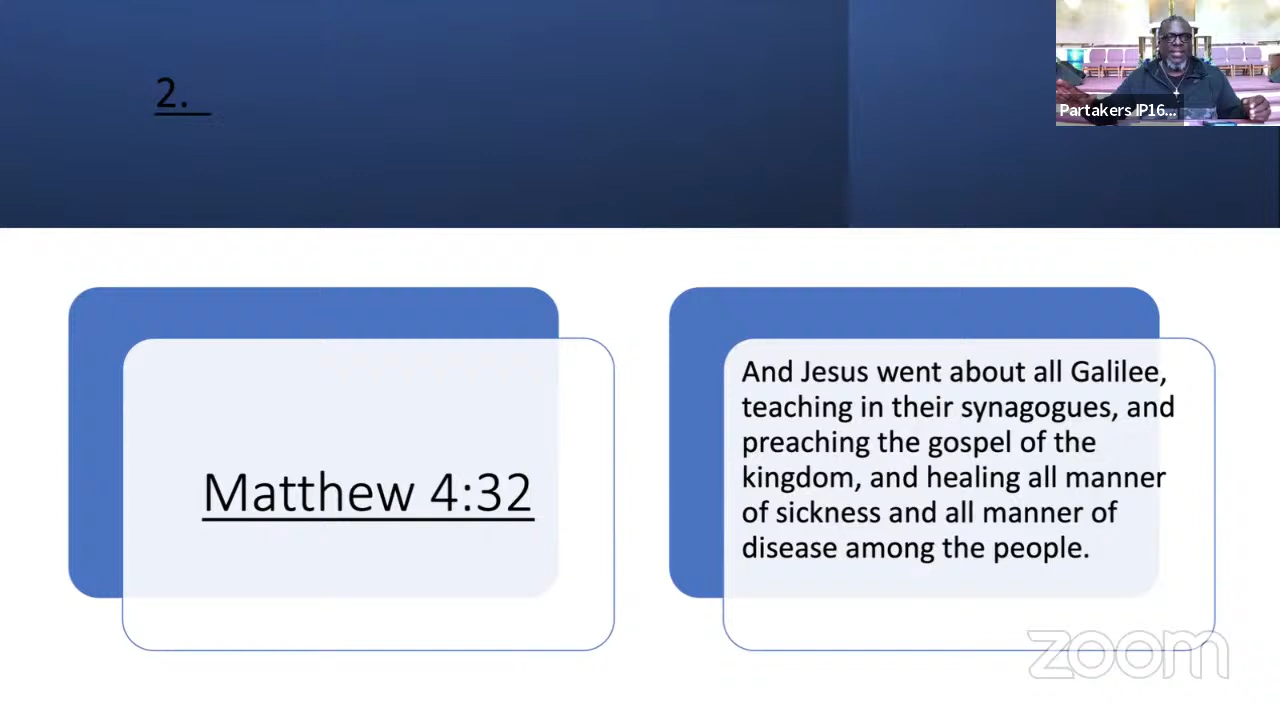 2.
Partakers IP16...
Matthew 4:32
And Jesus went about all Galilee,
teaching in their synagogues, and
preaching the gospel of the
kingdom, and healing all manner
of sickness and all manner of
disease among the people.
zoom